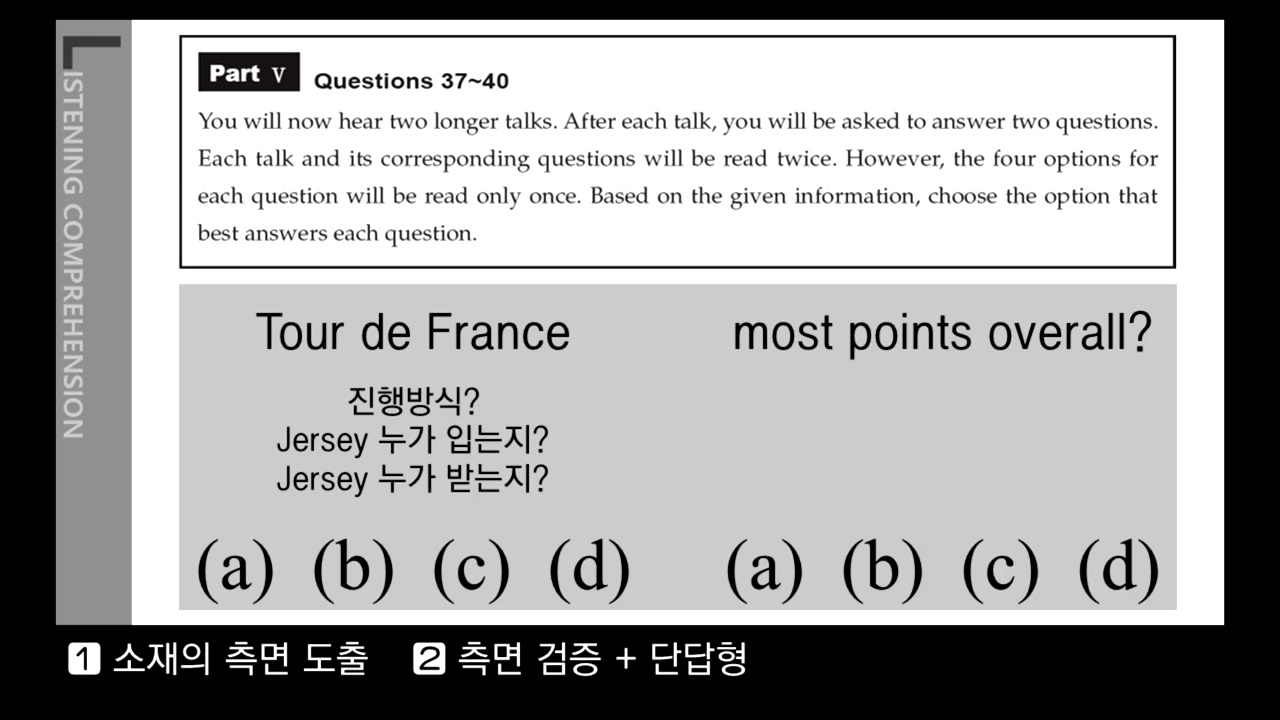 LISTENING COMPREHENSION
Part V Questions 37~40
You will now hear two longer talks. After each talk, you will be asked to answer two questions.
Each talk and its corresponding questions will be read twice. However, the four options for
each question will be read only once. Based on the given information, choose the option that
best answers each question.
Tour de France
진행방식?
Jersey 누가 입는지?
Jersey 누가 받는지?
(a) (b) (c) (d)
most points overall?
(a) (b) (c) (d)
1 소재의 측면 도출 2 측면 검증 + 단답형